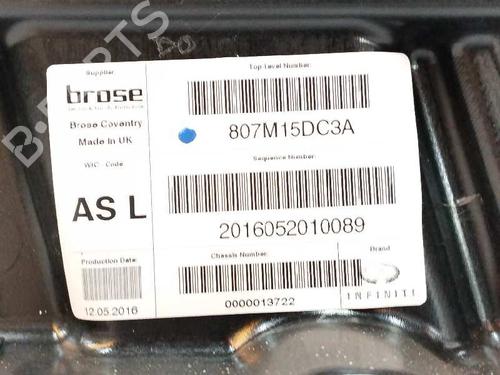 Supplier
brose
Brose Coventry
Made In UK
WIC - Code
AS L
Production Date:
12.05.2016
Top Level Number:
807M15DC3A
Sequence Number
2016052010089
Chassis Number:
0000013722
Brand
INFINITI
B-PARTS